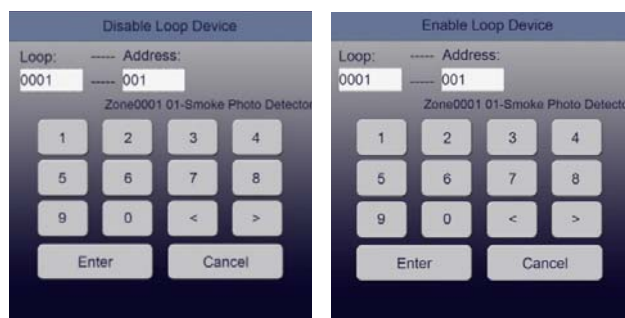 Disable Loop Device
Loop: ----- Address:
0001 ----- 001
Zone0001 01-Smoke Photo Detector
1 2 3 4
5 6 7 8
9 0 < >
Enter Cancel
Enable Loop Device
Loop: ---- Address:
0001 ---- 001
Zone0001 01-Smoke Photo Detecto
1 2 3 4
5 6 7 8
9 0 < >
Enter Cancel